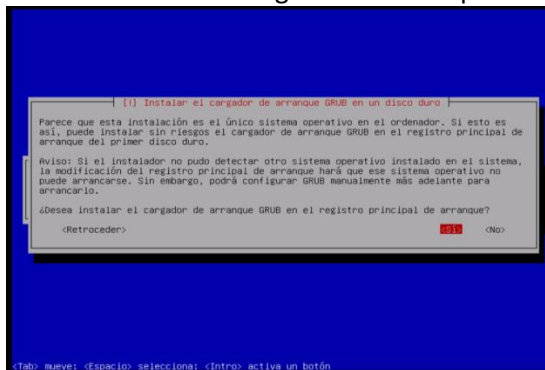 [!] Instalar el cargador de arranque GRUB en un disco duro
Parece que esta instalación es el único sistema operativo en el ordenador. Si esto es
así, puede instalar sin riesgos el cargador de arranque GRUB en el registro principal de
arranque del primer disco duro.
Aviso: Si el instalador no pudo detectar otro sistema operativo instalado en el sistema,
la modificación del registro principal de arranque hará que ese sistema operativo no
puede arrancarse. Sin embargo, podrá configurar GRUB manualmente más adelante para
arrancarlo.
¿Desea instalar el cargador de arranque GRUB en el registro principal de arranque?
<Retroceder> <Sí> <No>
<Tab> mueve; <Espacio> selecciona; <Intro> activa un botón